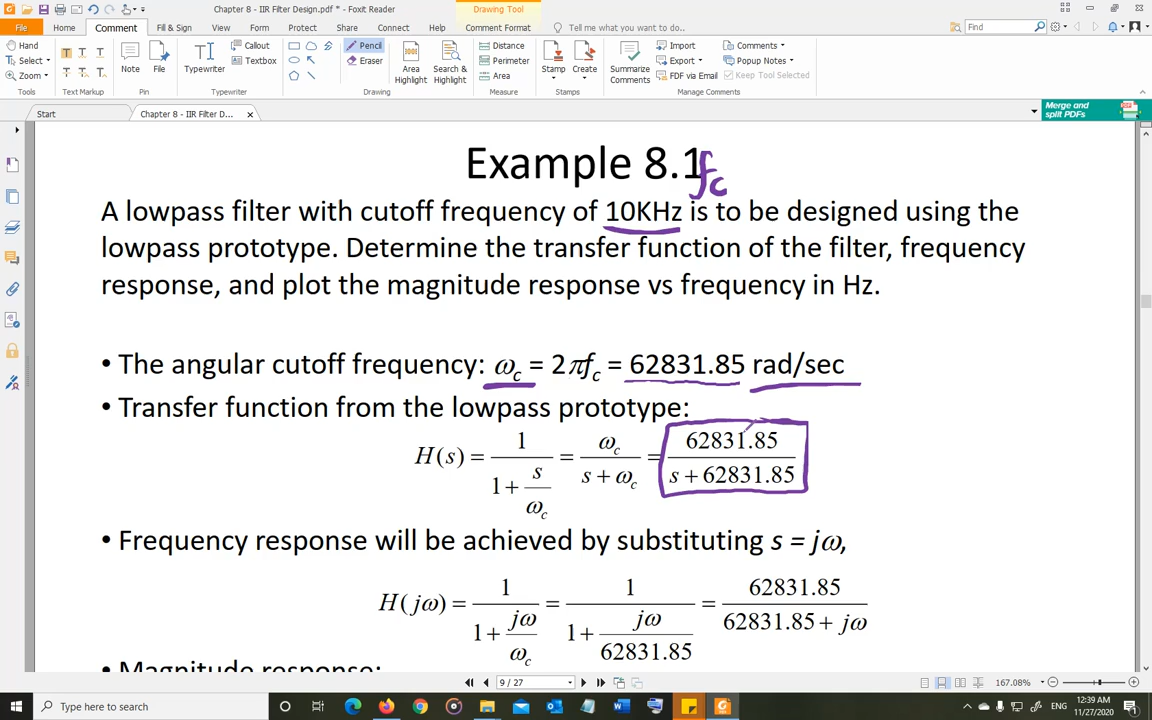 Chapter 8 - IIR Filter Design.pdf * - Foxit Reader
Drawing Tool
File Home Comment Fill & Sign View Form Protect Share Connect Help Comment Format Tell me what you want to do... Find
Hand Select Zoom Tools
Text Markup
Note File Pin
Typewriter Callout Textbox Typewriter
Pencil Eraser Area Highlight Search & Highlight Drawing
Distance Perimeter Area Measure
Stamp Create Stamps
Summarize Comments Import Export FDF via Email Comments Popup Notes Keep Tool Selected Manage Comments
Start Chapter 8 - IIR Filter D... Merge and split PDFs
Example 8.1
fc
A lowpass filter with cutoff frequency of 10KHz is to be designed using the
lowpass prototype. Determine the transfer function of the filter, frequency
response, and plot the magnitude response vs frequency in Hz.
• The angular cutoff frequency: ωc = 2πfc = 62831.85 rad/sec
• Transfer function from the lowpass prototype:
H(s) = 1 / (1 + s/ωc) = ωc / (s + ωc) = 62831.85 / (s + 62831.85)
• Frequency response will be achieved by substituting s = jω,
H(jω) = 1 / (1 + jω/ωc) = 1 / (1 + jω/62831.85) = 62831.85 / (62831.85 + jω)
• Magnitude response:
9 / 27 167.08%
Type here to search ENG 12:39 AM
11/27/2020